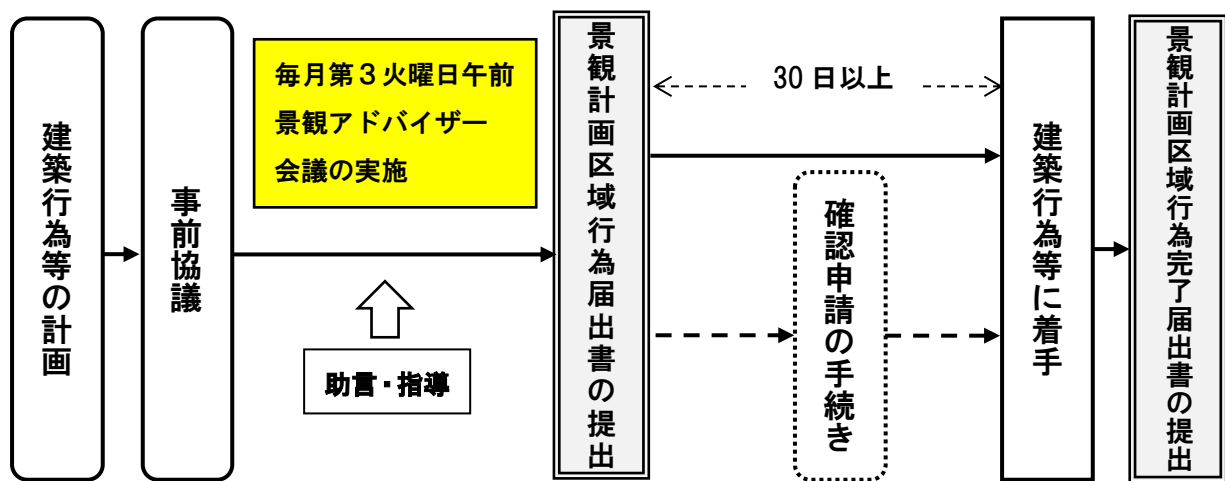 建築行為等の計画
事前協議
毎月第３火曜日午前
景観アドバイザー
会議の実施
助言・指導
景観計画区域行為届出書の提出
30日以上
確認申請の手続き
建築行為等に着手
景観計画区域行為完了届出書の提出